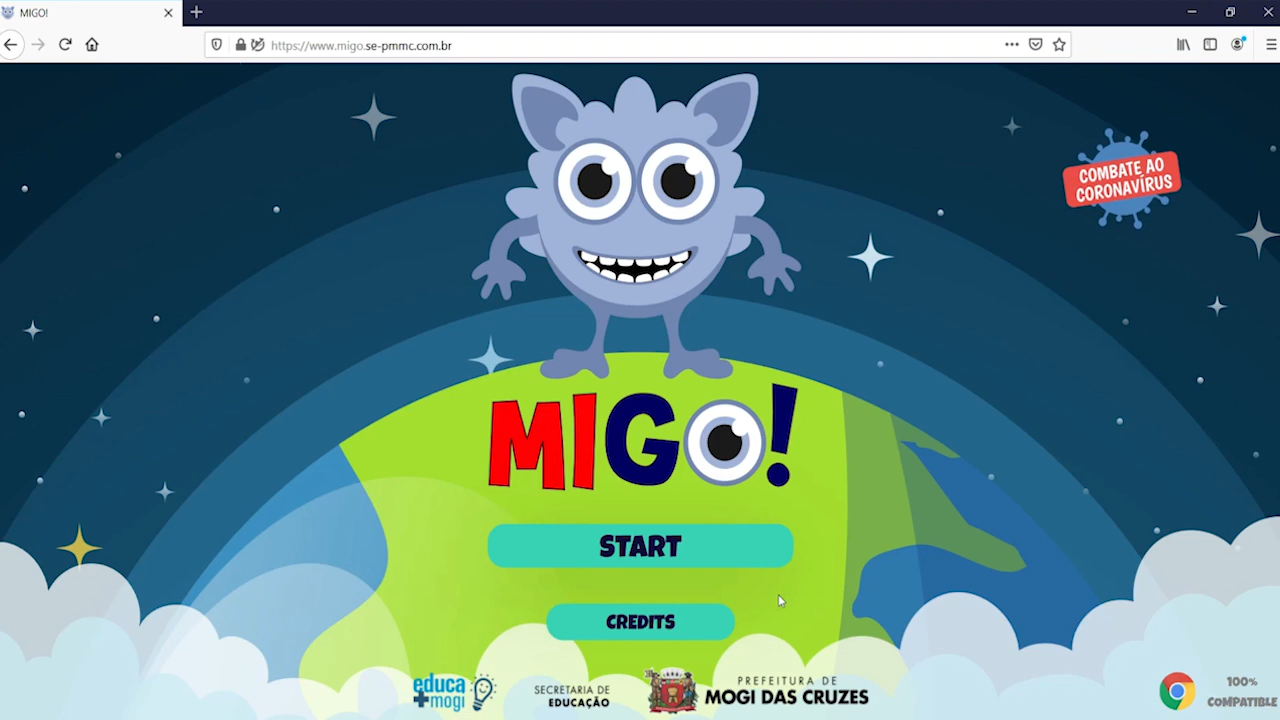 MIGO!
https://www.migo.se-pmmc.com.br
COMBATE AO
CORONAVÍRUS
MIGO!
START
CREDITS
educa
+mogi
SECRETARIA DE
EDUCAÇÃO
PREFEITURA DE
MOGI DAS CRUZES
100%
COMPATIBLE